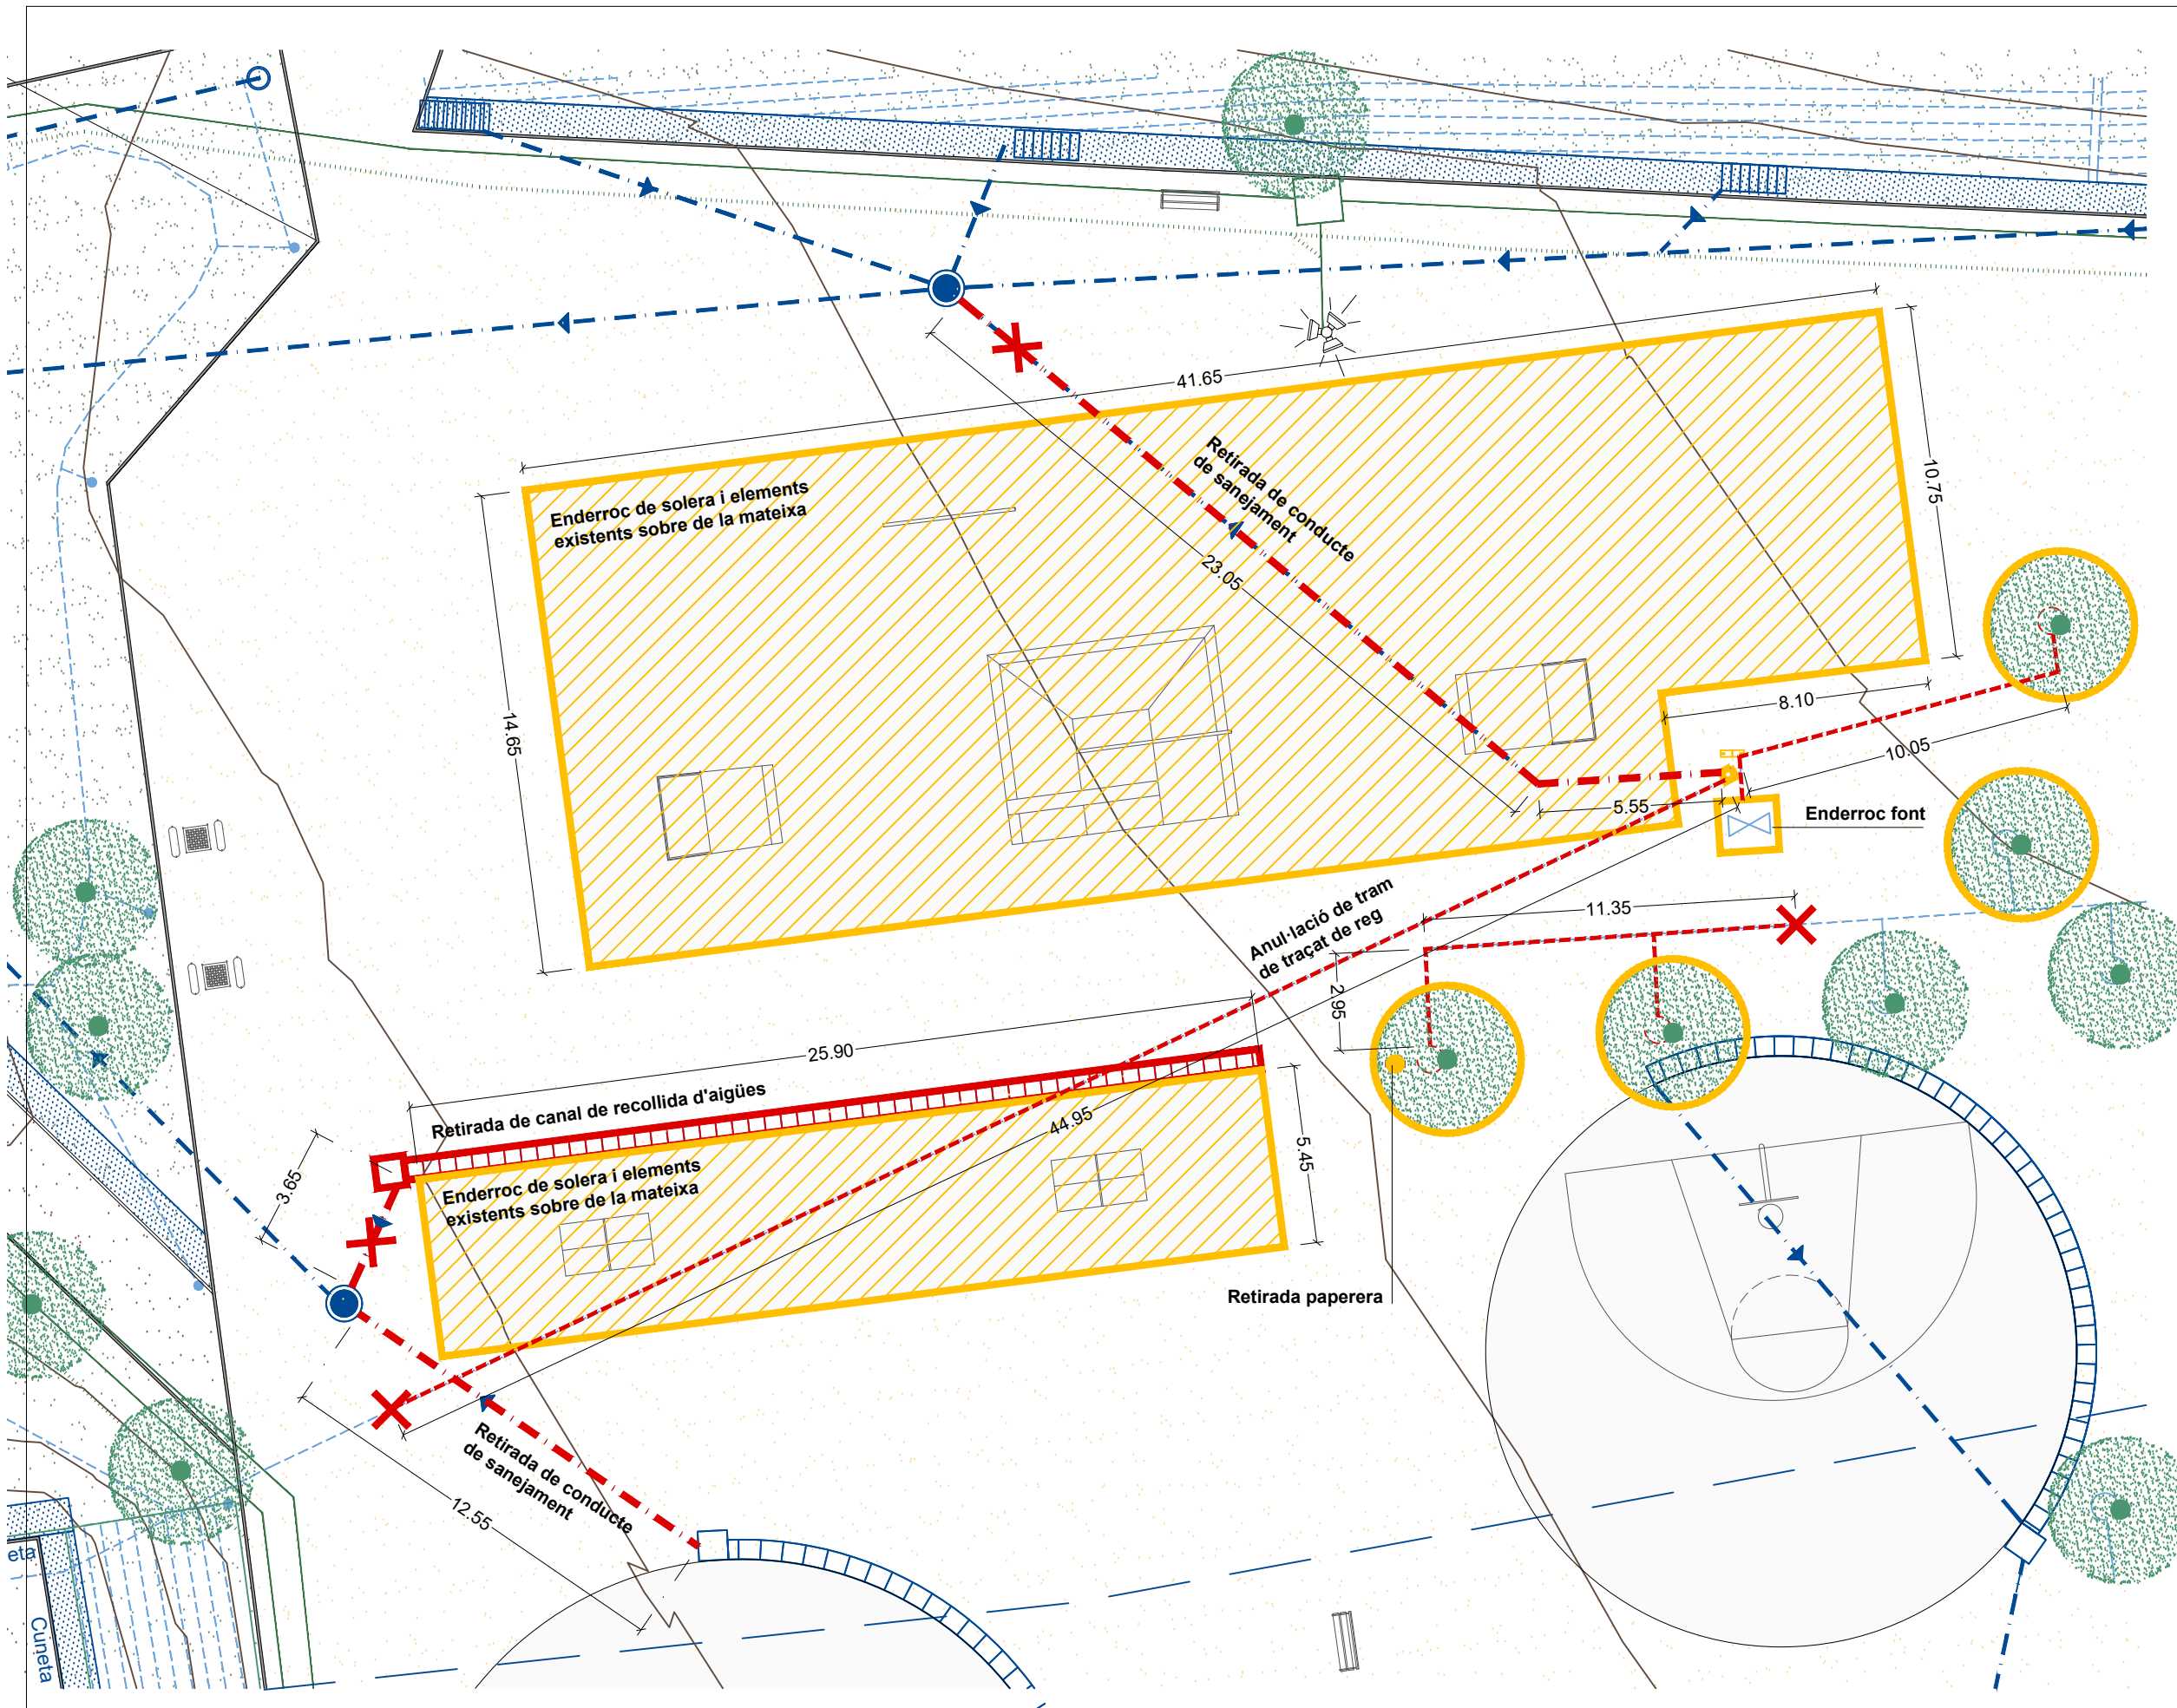 41.65
10.75
Enderroc de solera i elements
existents sobre de la mateixa
Retirada de conducte
de sanejament
23.05
14.65
8.10
10.05
5.55
Enderroc font
11.35
Anul·lació de tram
de traçat de reg
2.95
25.90
Retirada de canal de recollida d'aigües
44.95
5.45
3.65
Enderroc de solera i elements
existents sobre de la mateixa
Retirada paperera
Retirada de conducte
de sanejament
12.55
eta
Cuneta